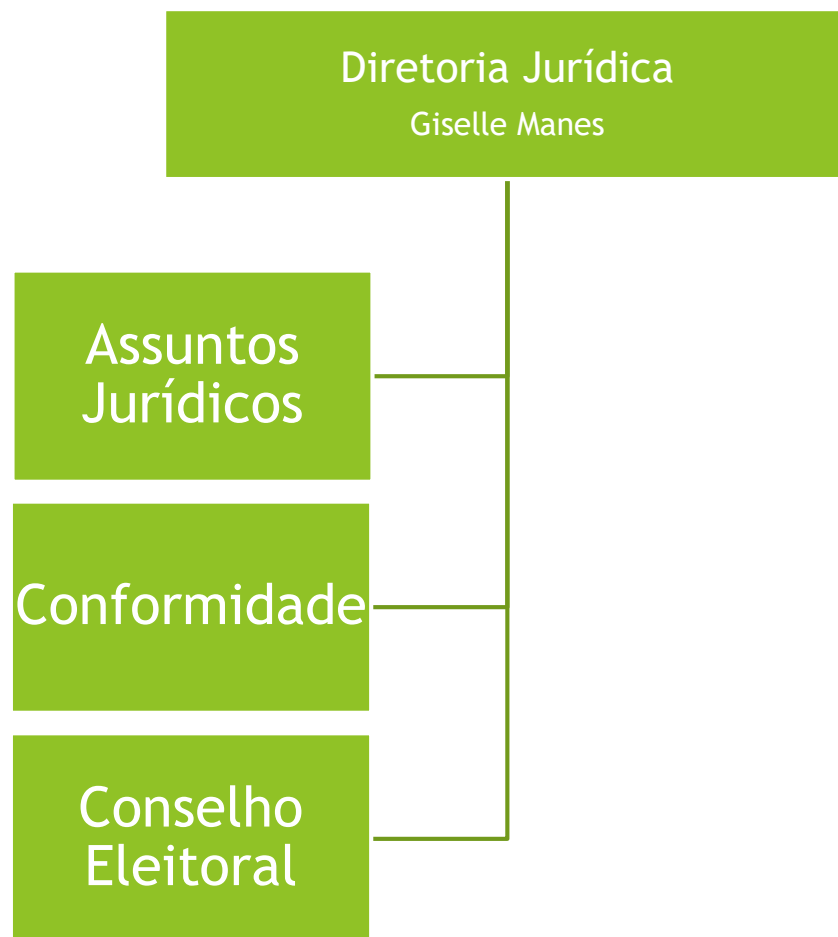 Diretoria Jurídica
Giselle Manes
Assuntos
Jurídicos
Conformidade
Conselho
Eleitoral